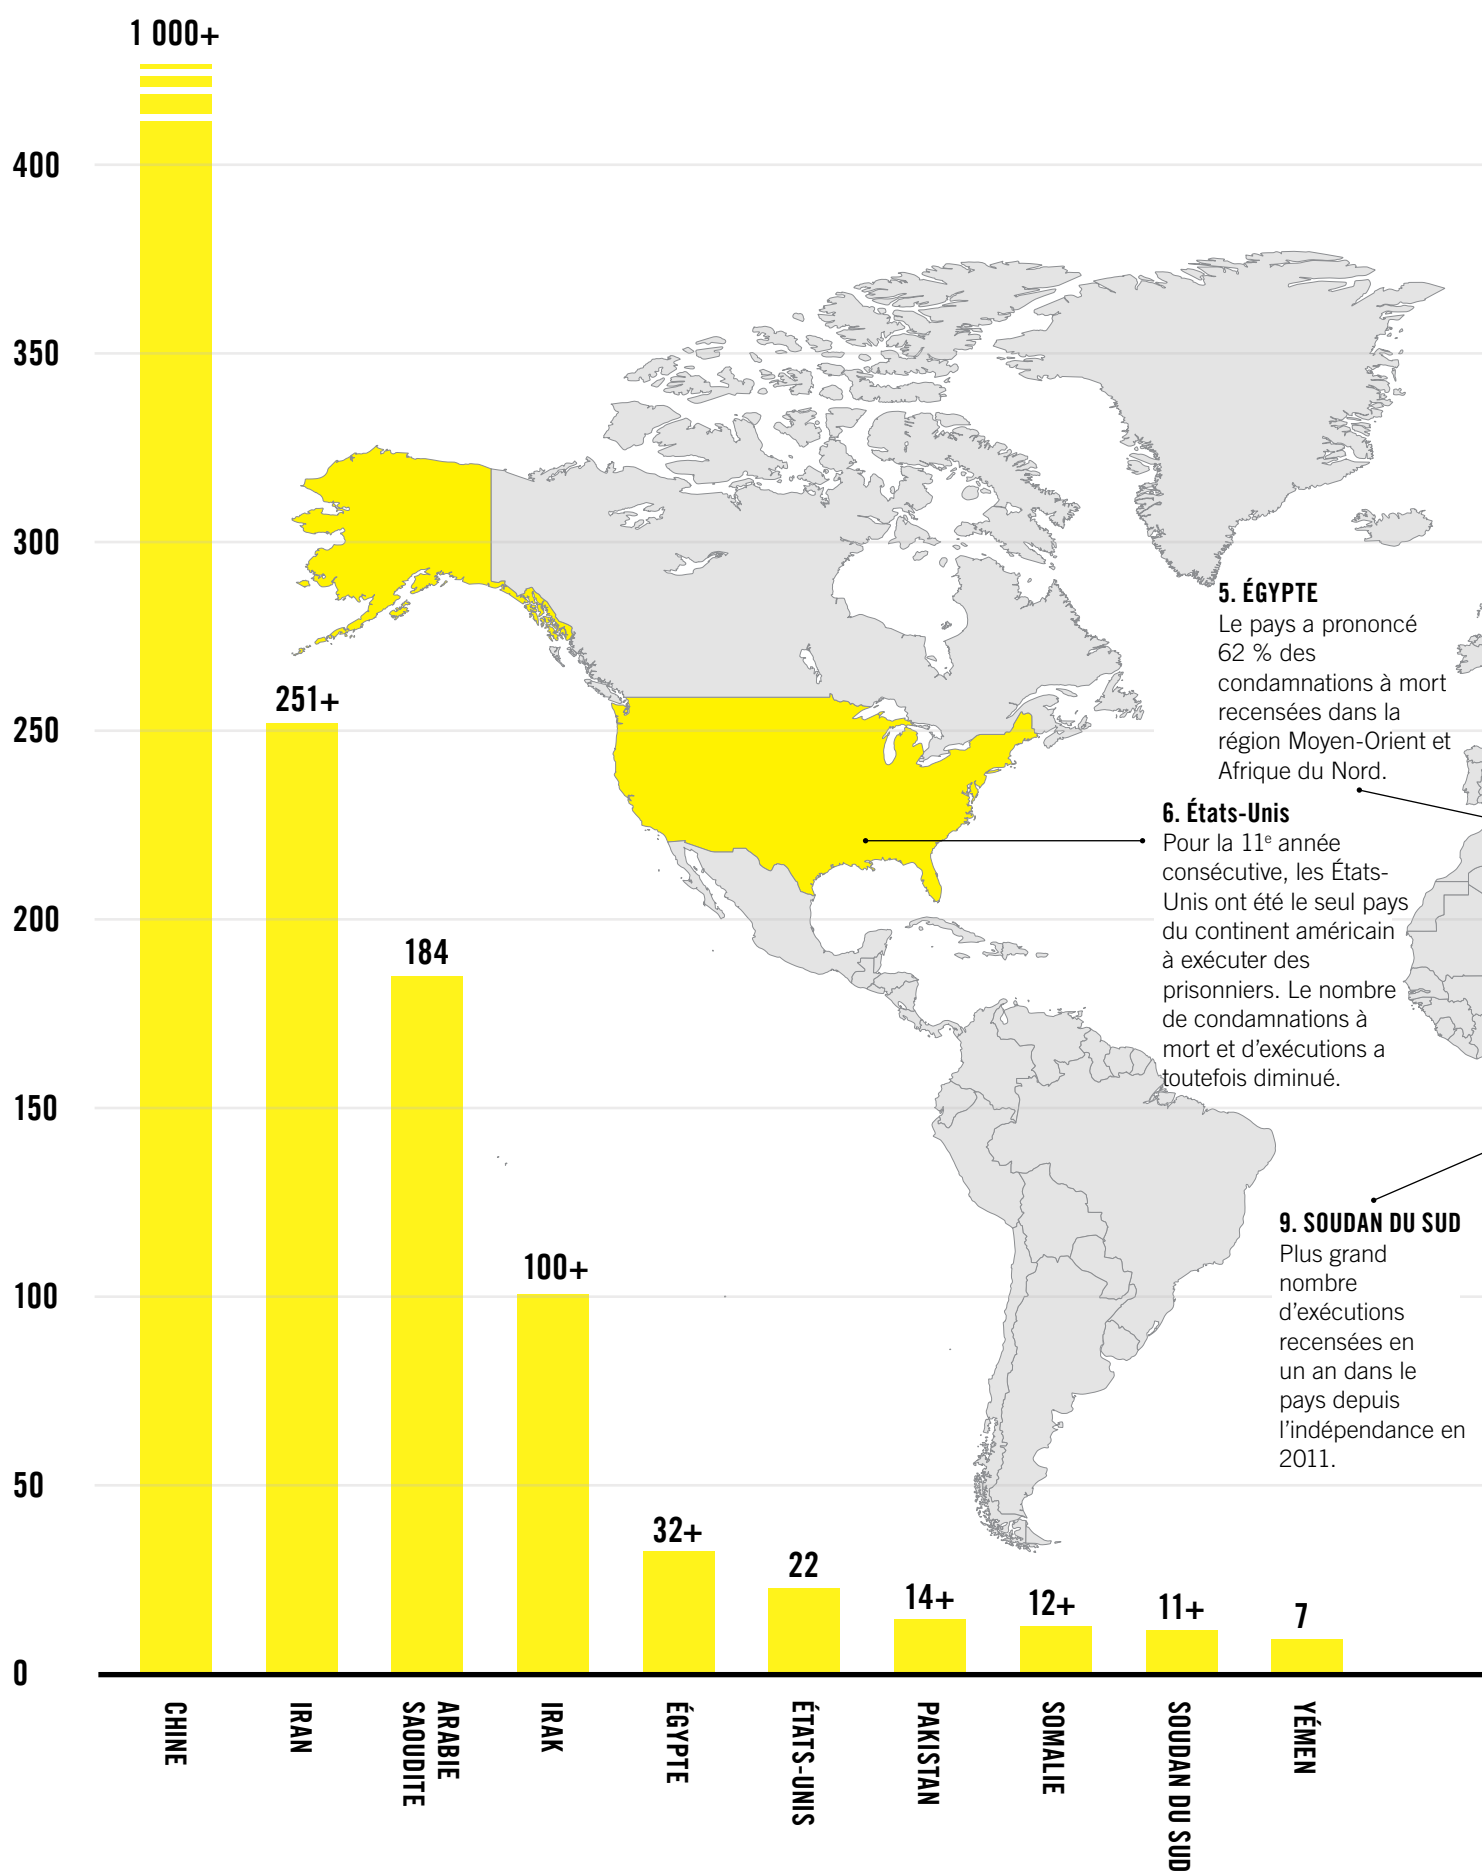 1 000+
400
350
300
250
200
150
100
50
0
251+
184
100+
32+
22
14+
12+
11+
7
5. ÉGYPTE
Le pays a prononcé
62 % des
condamnations à mort
recensées dans la
région Moyen-Orient et
Afrique du Nord.
6. États-Unis
Pour la 11e année
consécutive, les États-
Unis ont été le seul pays
du continent américain
à exécuter des
prisonniers. Le nombre
de condamnations à
mort et d'exécutions a
toutefois diminué.
9. SOUDAN DU SUD
Plus grand
nombre
d'exécutions
recensées en
un an dans le
pays depuis
l'indépendance en
2011.
CHINE
IRAN
ARABIE
SAOUDITE
IRAK
ÉGYPTE
ÉTATS-UNIS
PAKISTAN
SOMALIE
SOUDAN DU SUD
YÉMEN